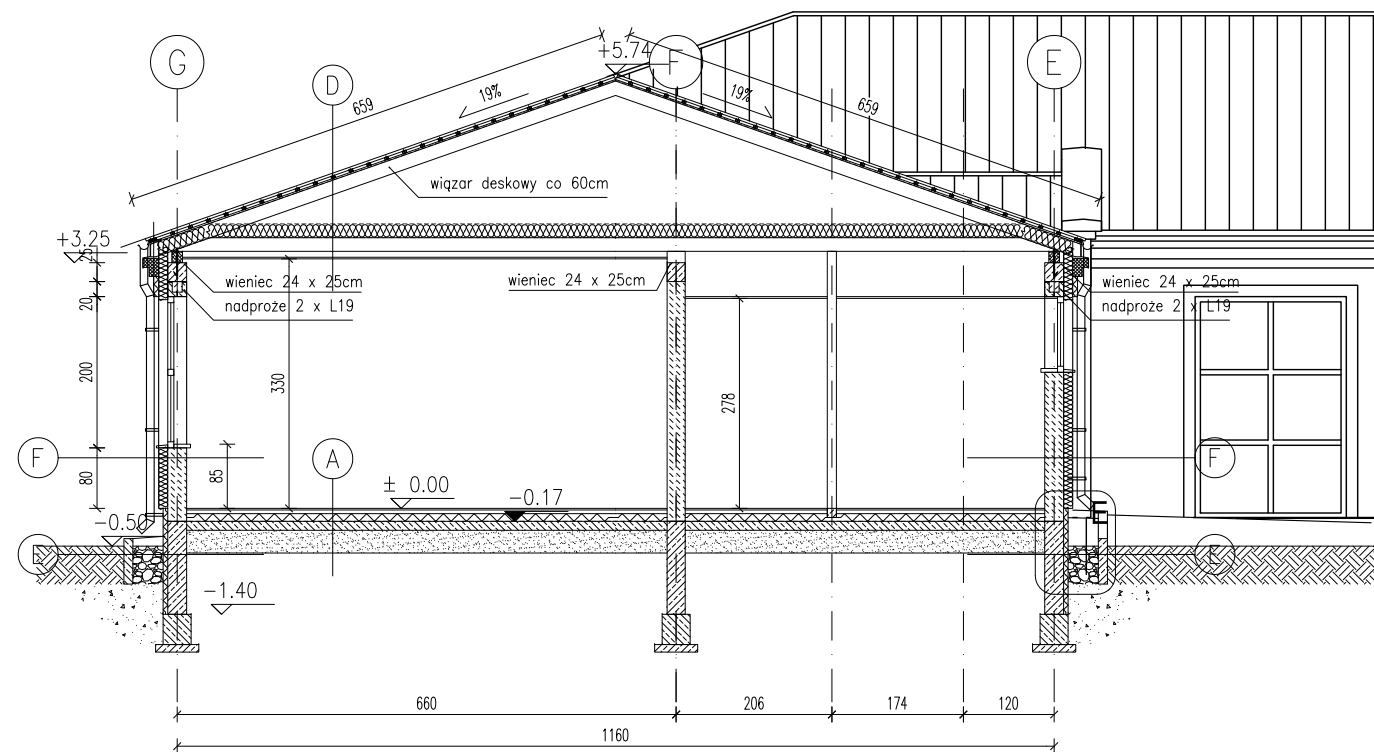 G
D
+5.74
F
E
659
19%
19%
659
wiązar deskowy co 60cm
+3.25
25
wieniec 24 x 25cm
nadproże 2 x L19
wieniec 24 x 25cm
wieniec 24 x 25cm
nadproże 2 x L19
20
200
330
278
F
80
85
A
F
± 0.00
-0.17
-0.50
E
E
-1.40
660
206
174
120
1160